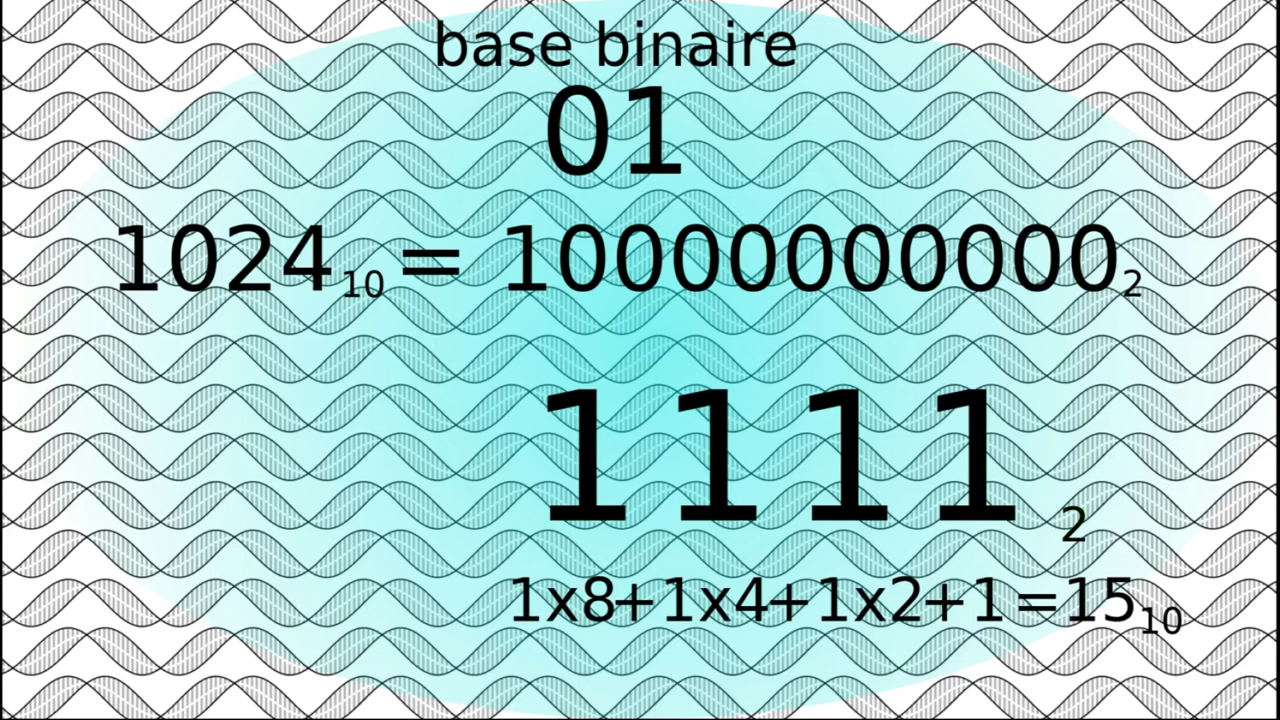 base binaire
01
1024₁₀ = 10000000000₂
1111₂
1x8+1x4+1x2+1=15₁₀